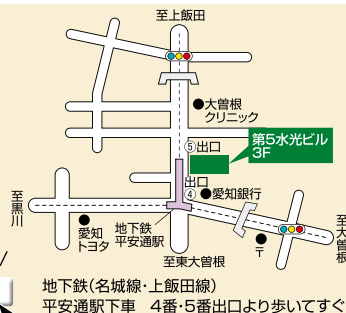 至上飯田
大曽根
クリニック
⑤出口
第5水光ビル
3F
出口
④
愛知銀行
至黒川
愛知
トヨタ
地下鉄
平安通駅
〒
至大曽根
至東大曽根
地下鉄(名城線・上飯田線)
平安通駅下車 4番・5番出口より歩いてすぐ